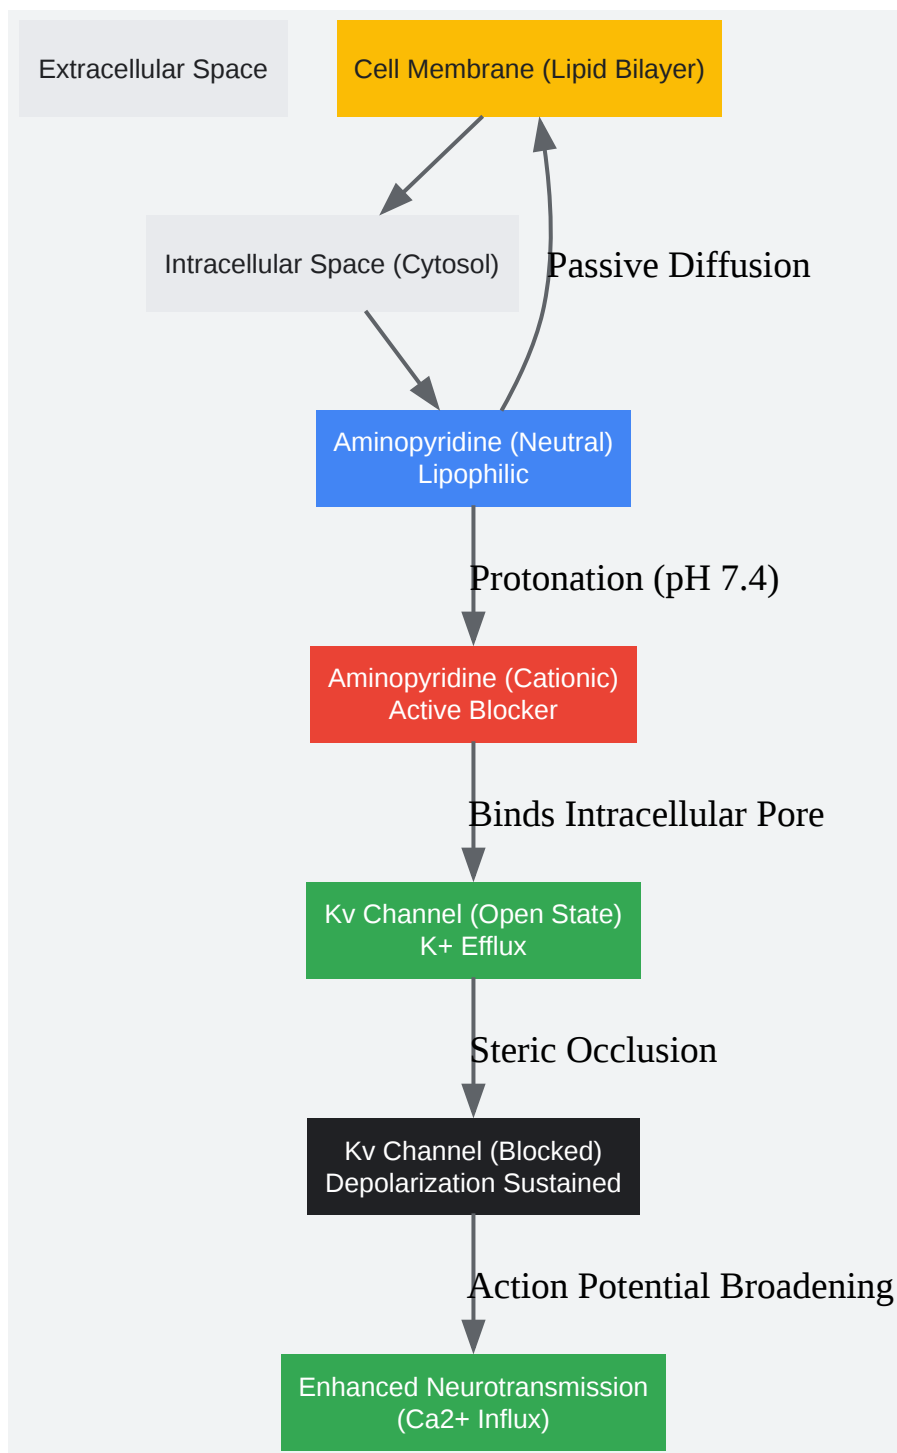 Extracellular Space
Cell Membrane (Lipid Bilayer)
Intracellular Space (Cytosol)
Passive Diffusion
Aminopyridine (Neutral)
Lipophilic
Protonation (pH 7.4)
Aminopyridine (Cationic)
Active Blocker
Binds Intracellular Pore
Kv Channel (Open State)
K+ Efflux
Steric Occlusion
Kv Channel (Blocked)
Depolarization Sustained
Action Potential Broadening
Enhanced Neurotransmission
(Ca2+ Influx)